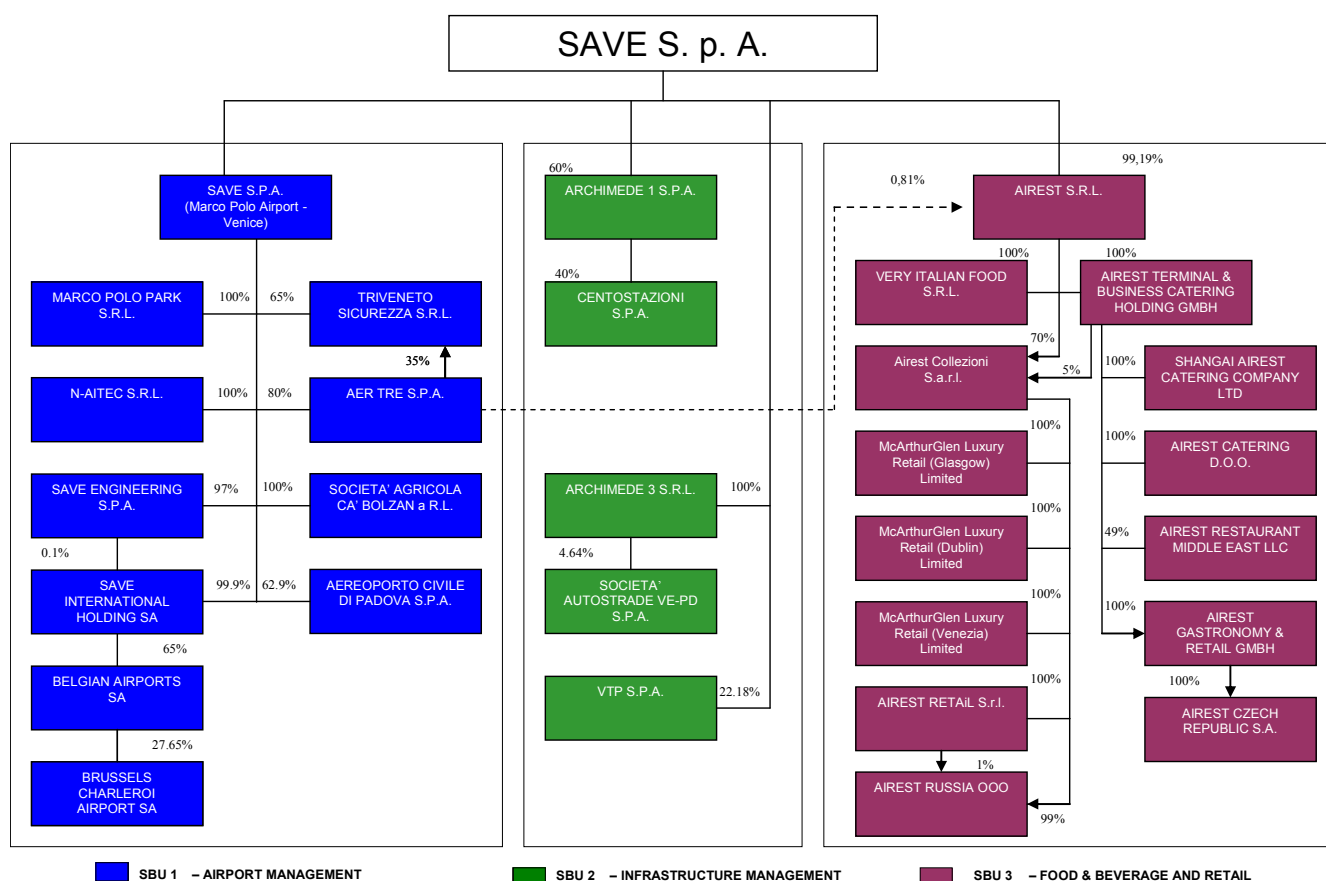 SAVE S. p. A.
SAVE S.P.A.
(Marco Polo Airport -
Venice)
MARCO POLO PARK
S.R.L.
100%
65%
TRIVENETO
SICUREZZA S.R.L.
35%
N-AITEC S.R.L.
100%
80%
AER TRE S.P.A.
SAVE ENGINEERING
S.P.A.
97%
100%
SOCIETA' AGRICOLA
CA' BOLZAN a R.L.
0.1%
SAVE
INTERNATIONAL
HOLDING SA
99.9%
62.9%
AEREOPORTO CIVILE
DI PADOVA S.P.A.
65%
BELGIAN AIRPORTS
SA
27.65%
BRUSSELS
CHARLEROI
AIRPORT SA
60%
ARCHIMEDE 1 S.P.A.
40%
CENTOSTAZIONI
S.P.A.
ARCHIMEDE 3 S.R.L.
100%
4.64%
SOCIETA'
AUTOSTRADE VE-PD
S.P.A.
VTP S.P.A.
22.18%
99,19%
0,81%
AIREST S.R.L.
100%
100%
VERY ITALIAN FOOD
S.R.L.
AIREST TERMINAL &
BUSINESS CATERING
HOLDING GMBH
70%
Airest Collezioni
S.a.r.l.
5%
100%
SHANGAI AIREST
CATERING COMPANY
LTD
100%
McArthurGlen Luxury
Retail (Glasgow)
Limited
100%
AIREST CATERING
D.O.O.
100%
McArthurGlen Luxury
Retail (Dublin)
Limited
49%
AIREST RESTAURANT
MIDDLE EAST LLC
100%
McArthurGlen Luxury
Retail (Venezia)
Limited
100%
AIREST
GASTRONOMY &
RETAIL GMBH
100%
AIREST RETAiL S.r.l.
100%
AIREST CZECH
REPUBLIC S.A.
1%
AIREST RUSSIA OOO
99%
SBU 1 – AIRPORT MANAGEMENT
SBU 2 – INFRASTRUCTURE MANAGEMENT
SBU 3 – FOOD & BEVERAGE AND RETAIL